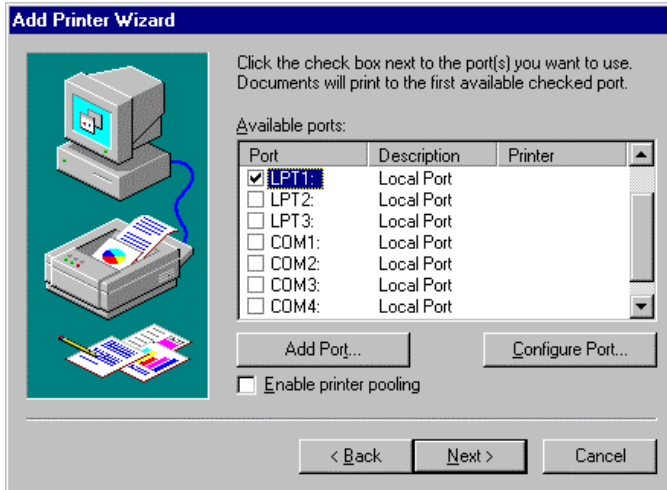 Add Printer Wizard
Click the check box next to the port(s) you want to use.
Documents will print to the first available checked port.
Available ports:
Port Description Printer
LPT1: Local Port
LPT2: Local Port
LPT3: Local Port
COM1: Local Port
COM2: Local Port
COM3: Local Port
COM4: Local Port
Add Port... Configure Port...
Enable printer pooling
< Back Next > Cancel